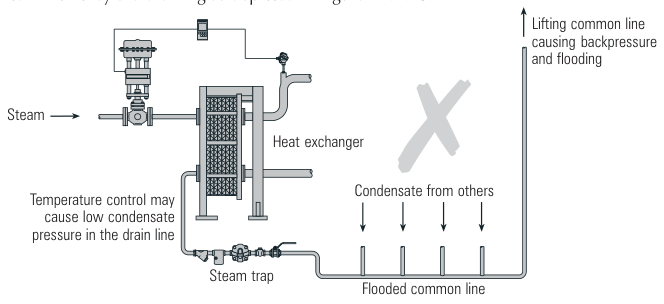 Lifting common line
causing backpressure
and flooding
Steam
Heat exchanger
Temperature control may
cause low condensate
pressure in the drain line
Condensate from others
Steam trap
Flooded common line